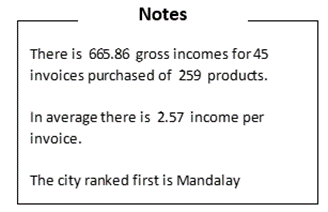 Notes
There is 665.86 gross incomes for 45
invoices purchased of 259 products.
In average there is 2.57 income per
invoice.
The city ranked first is Mandalay